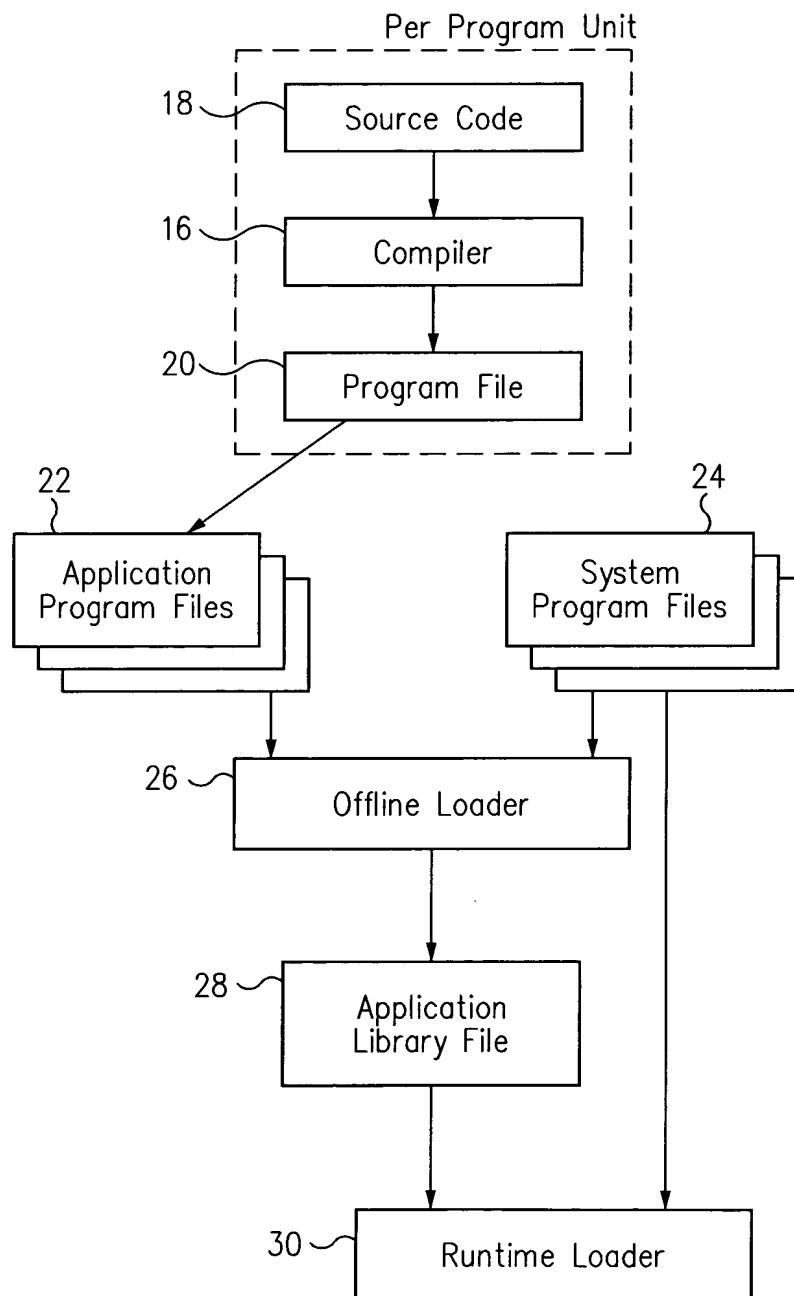 Per Program Unit
18
Source Code
16
Compiler
20
Program File
22
24
Application
Program Files
System
Program Files
26
Offline Loader
28
Application
Library File
30
Runtime Loader